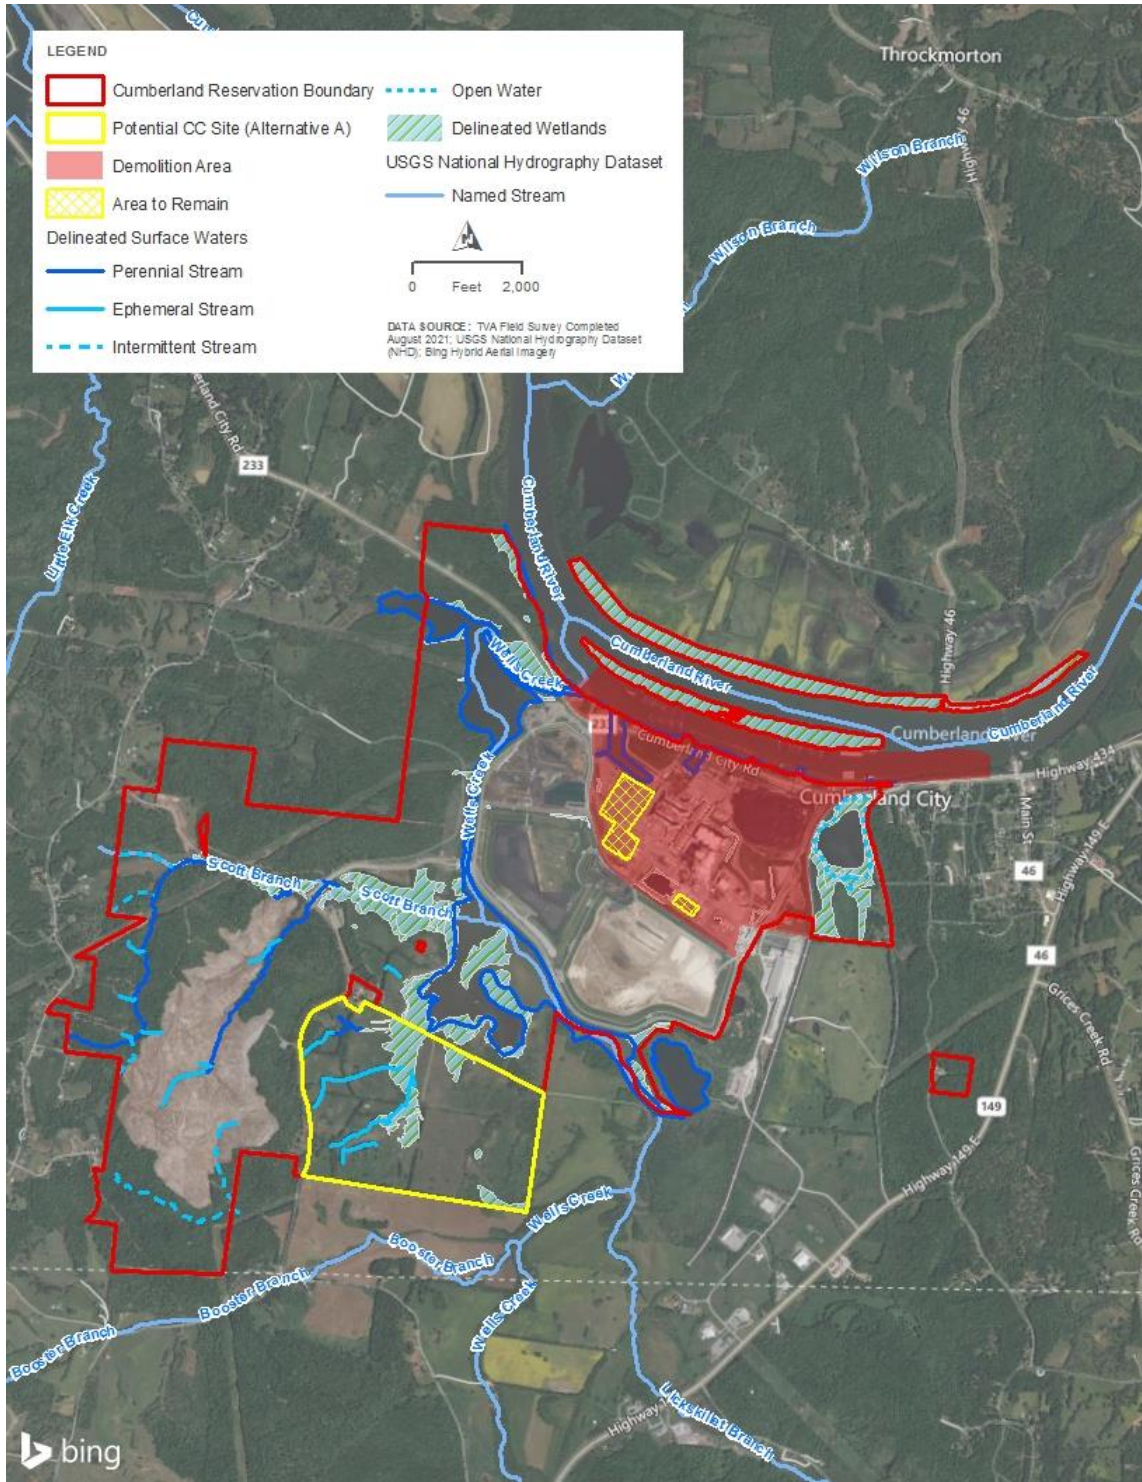 LEGEND
Cumberland Reservation Boundary
Potential CC Site (Alternative A)
Demolition Area
Area to Remain
Delineated Surface Waters
Perennial Stream
Ephemeral Stream
Intermittent Stream
Open Water
Delineated Wetlands
USGS National Hydrography Dataset
Named Stream
0 Feet 2,000
DATA SOURCE: TVA Field Survey Completed
August 2021; USGS National Hydrography Dataset
(NHD); Bing Hybrid Aerial Imagery
Throckmorton
Highway 46
Wilson Branch
Wilson Branch
erland City Rd
233
Little Elk Creek
Cumberland River
Highway 46
Cumberland River
Wells Creek
Cumberland River
Cumberland River
Cumberland City Rd
Highway 434
Cumberland City
Main St
Wells Creek
46
Highway 149 E
Scott Branch
Scott Branch
46
Grices Creek Rd
149
Highway 149 E
Grices Creek Rd
Wells Creek
Booster Branch
Booster Branch
Wells Creek
Booster Branch
Lickskillet Branch
Highway
bing